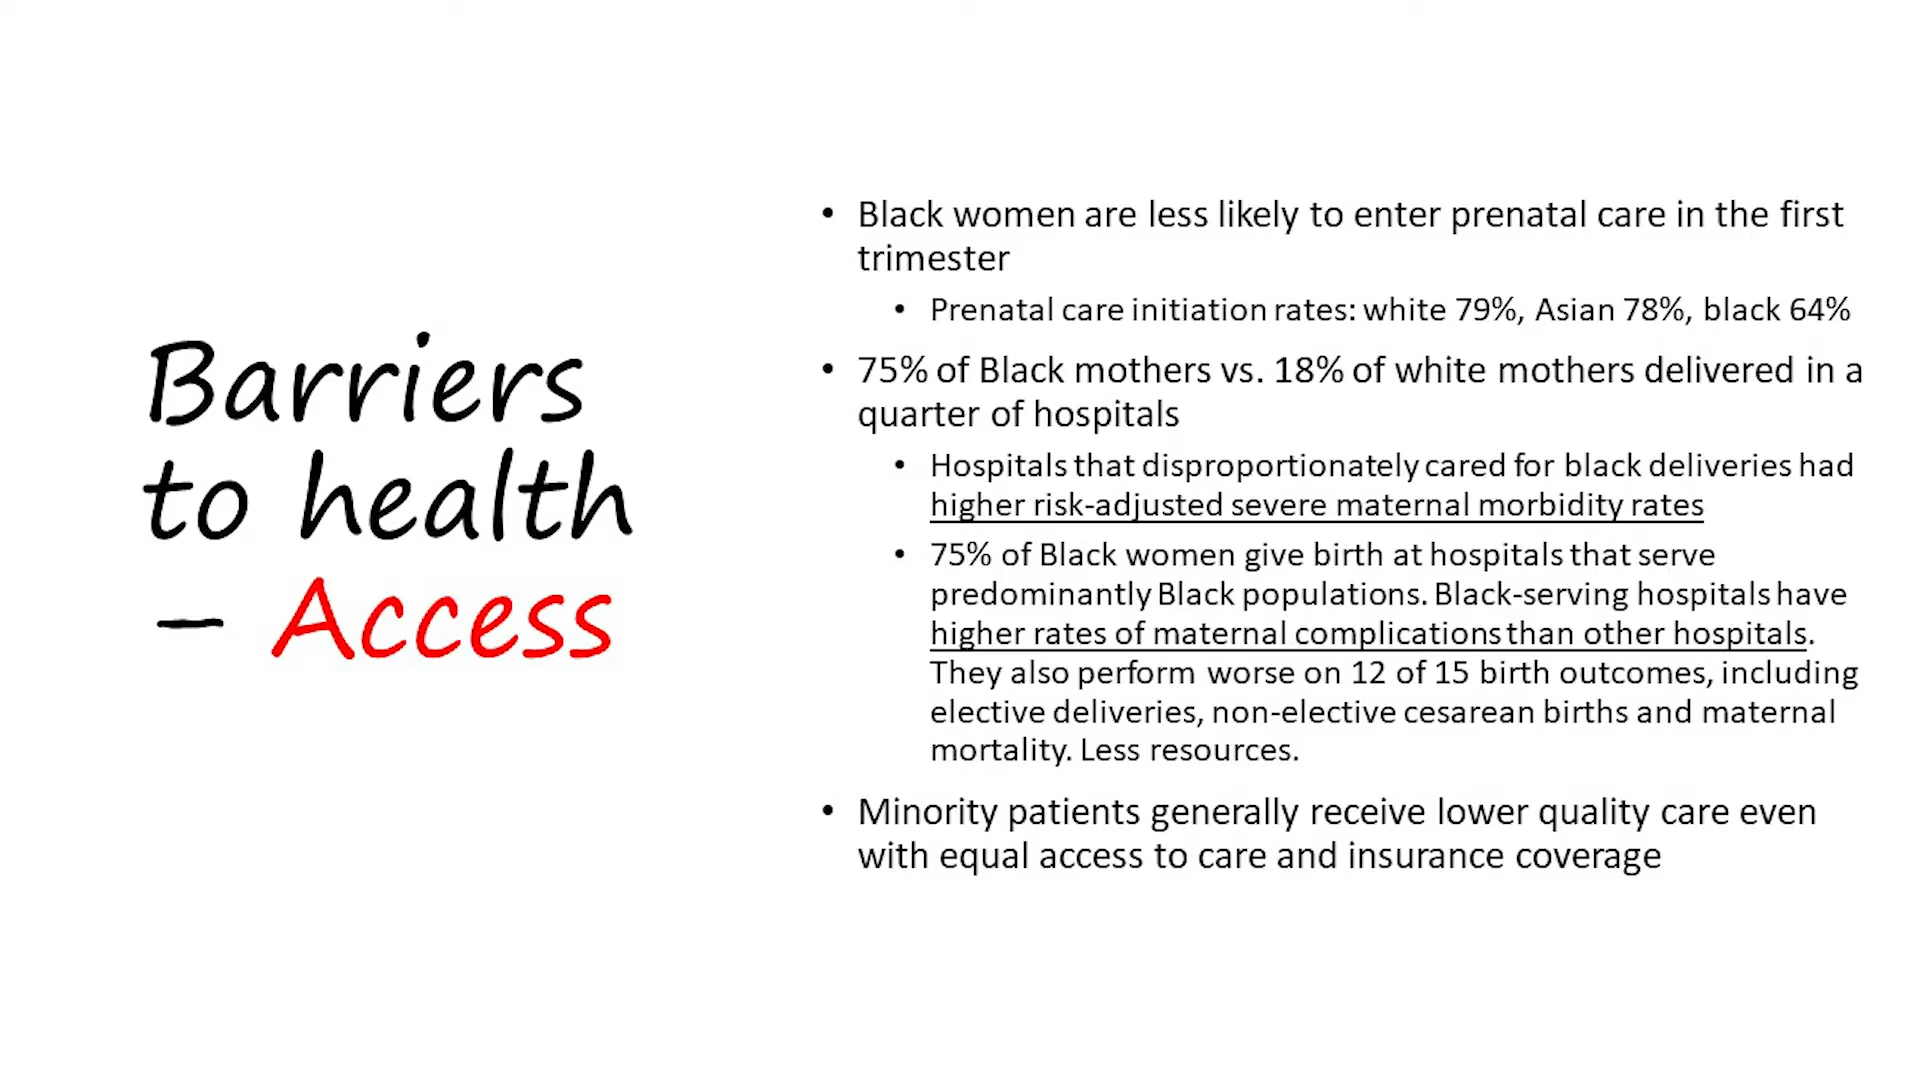 Barriers
to health
– Access
• Black women are less likely to enter prenatal care in the first
trimester
• Prenatal care initiation rates: white 79%, Asian 78%, black 64%
• 75% of Black mothers vs. 18% of white mothers delivered in a
quarter of hospitals
• Hospitals that disproportionately cared for black deliveries had
higher risk-adjusted severe maternal morbidity rates
• 75% of Black women give birth at hospitals that serve
predominantly Black populations. Black-serving hospitals have
higher rates of maternal complications than other hospitals.
They also perform worse on 12 of 15 birth outcomes, including
elective deliveries, non-elective cesarean births and maternal
mortality. Less resources.
• Minority patients generally receive lower quality care even
with equal access to care and insurance coverage